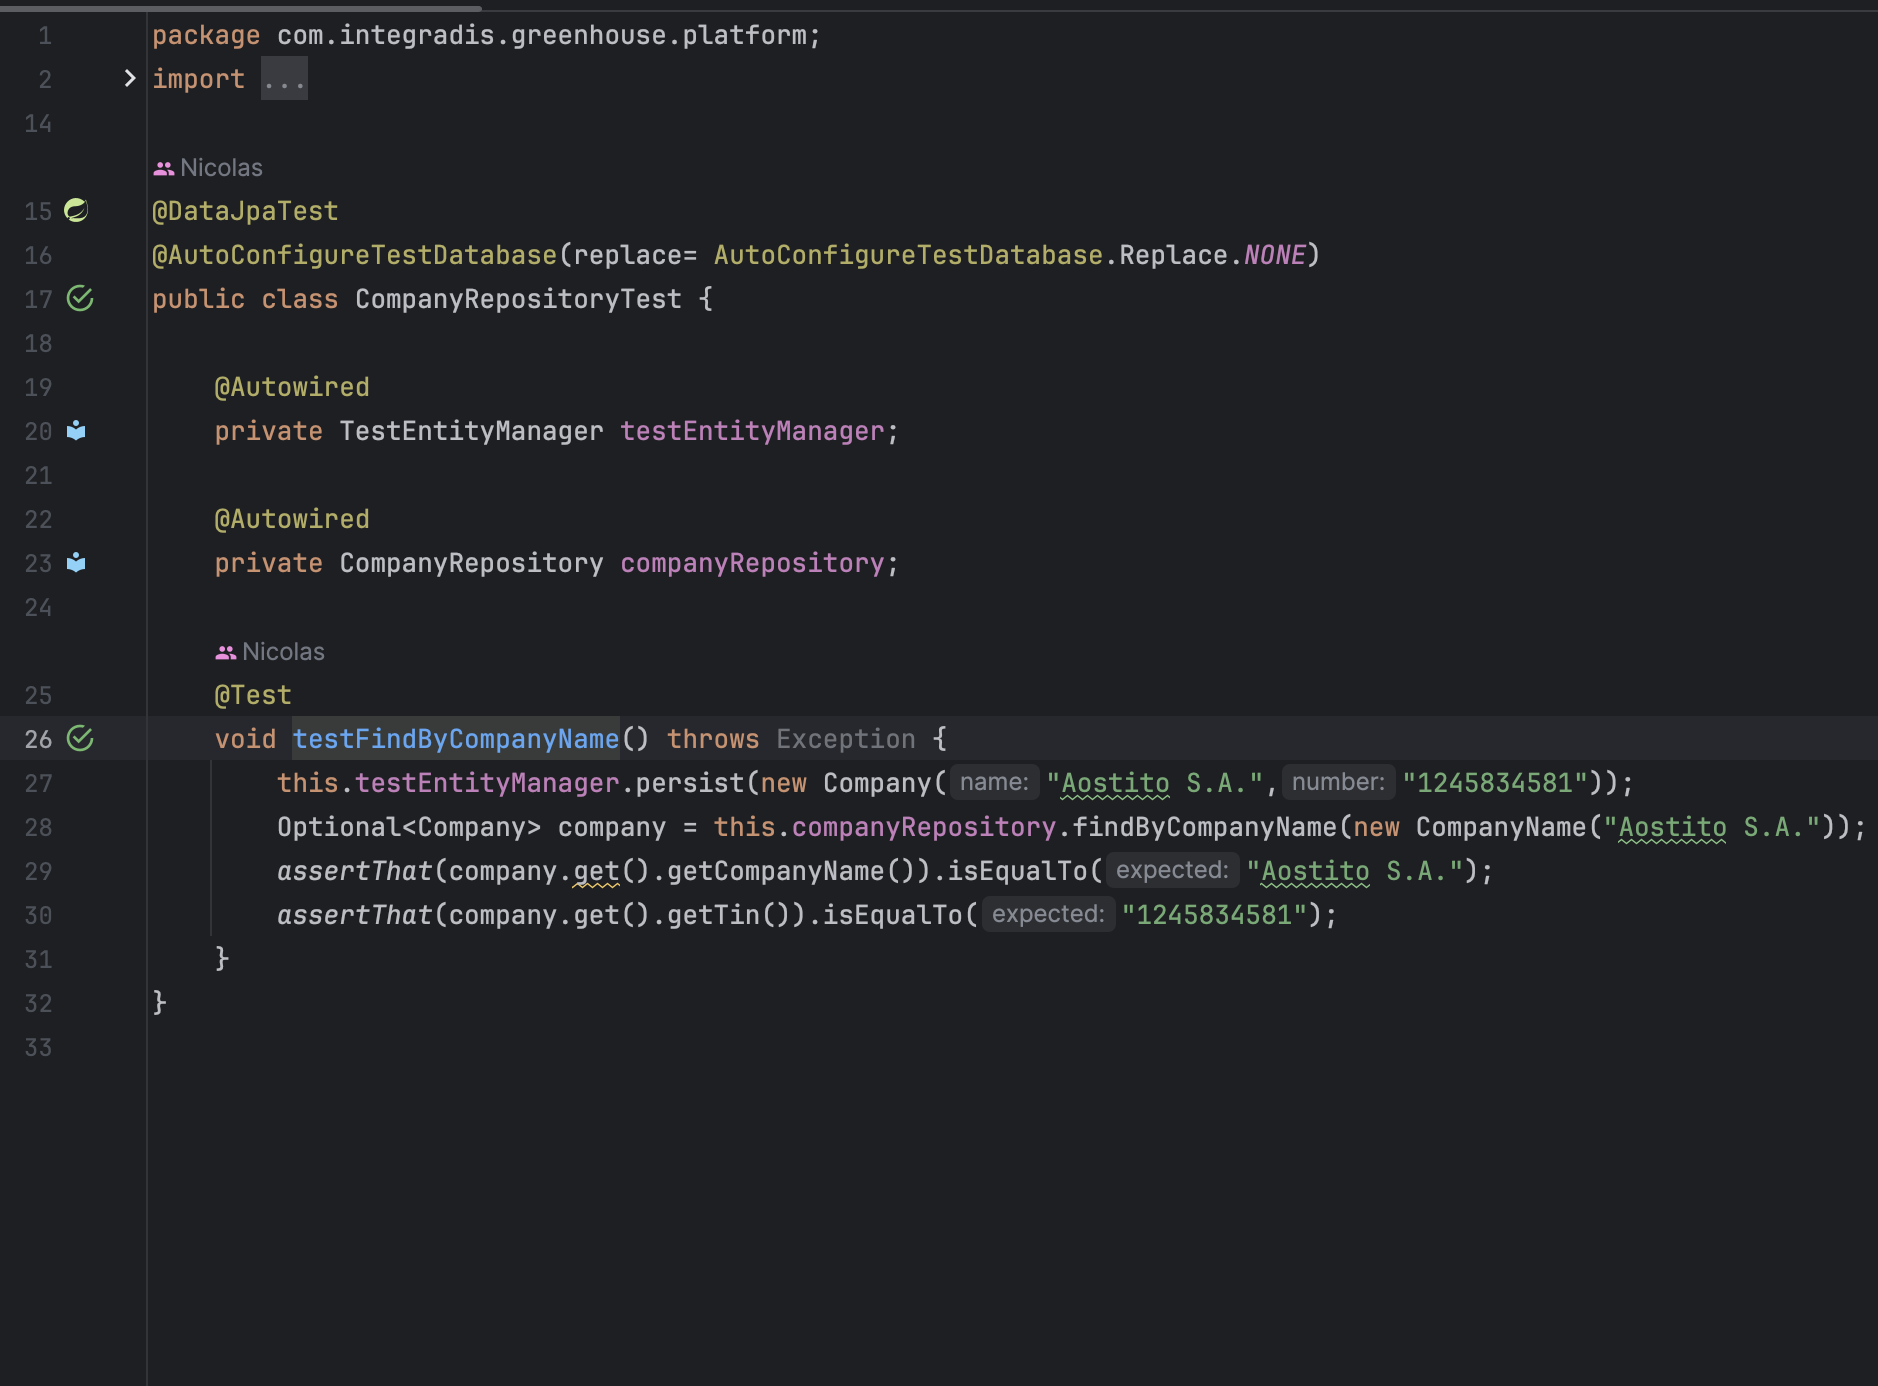 1 package com.integradis.greenhouse.platform;
2 import ...
14
Nicolas
15 @DataJpaTest
16 @AutoConfigureTestDatabase(replace= AutoConfigureTestDatabase.Replace.NONE)
17 public class CompanyRepositoryTest {
18
19 @Autowired
20 private TestEntityManager testEntityManager;
21
22 @Autowired
23 private CompanyRepository companyRepository;
24
Nicolas
25 @Test
26 void testFindByCompanyName() throws Exception {
27 this.testEntityManager.persist(new Company( name: "Aostito S.A.", number: "1245834581"));
28 Optional<Company> company = this.companyRepository.findByCompanyName(new CompanyName("Aostito S.A."));
29 assertThat(company.get().getCompanyName()).isEqualTo( expected: "Aostito S.A.");
30 assertThat(company.get().getTin()).isEqualTo( expected: "1245834581");
31 }
32 }
33